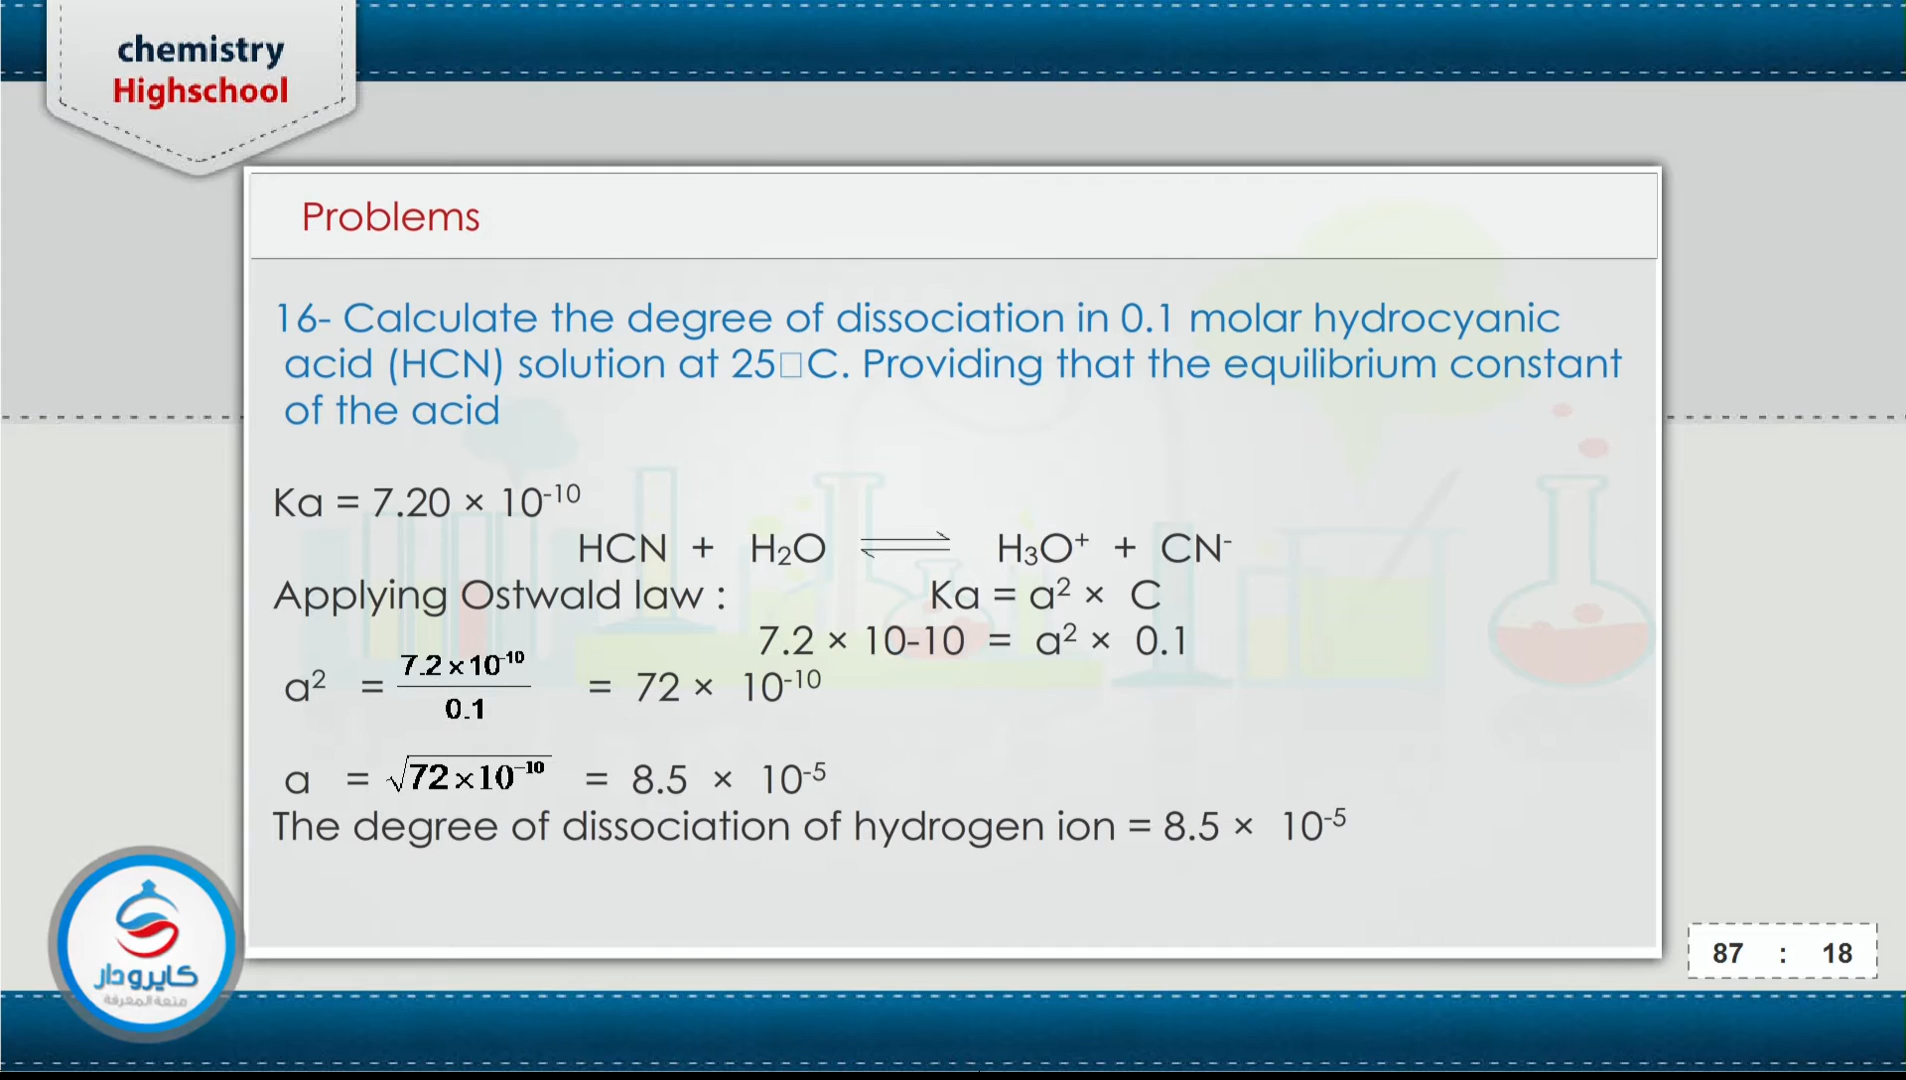 chemistry
Highschool
Problems
16- Calculate the degree of dissociation in 0.1 molar hydrocyanic
acid (HCN) solution at 25□C. Providing that the equilibrium constant
of the acid
Ka = 7.20 × 10⁻¹⁰
HCN + H₂O ⇌ H₃O⁺ + CN⁻
Applying Ostwald law : Ka = a² × C
7.2 × 10-10 = a² × 0.1
a² = 7.2×10⁻¹⁰ / 0.1 = 72 × 10⁻¹⁰
a = √72×10⁻¹⁰ = 8.5 × 10⁻⁵
The degree of dissociation of hydrogen ion = 8.5 × 10⁻⁵
كايرودار
متعة المعرفة
87 : 18